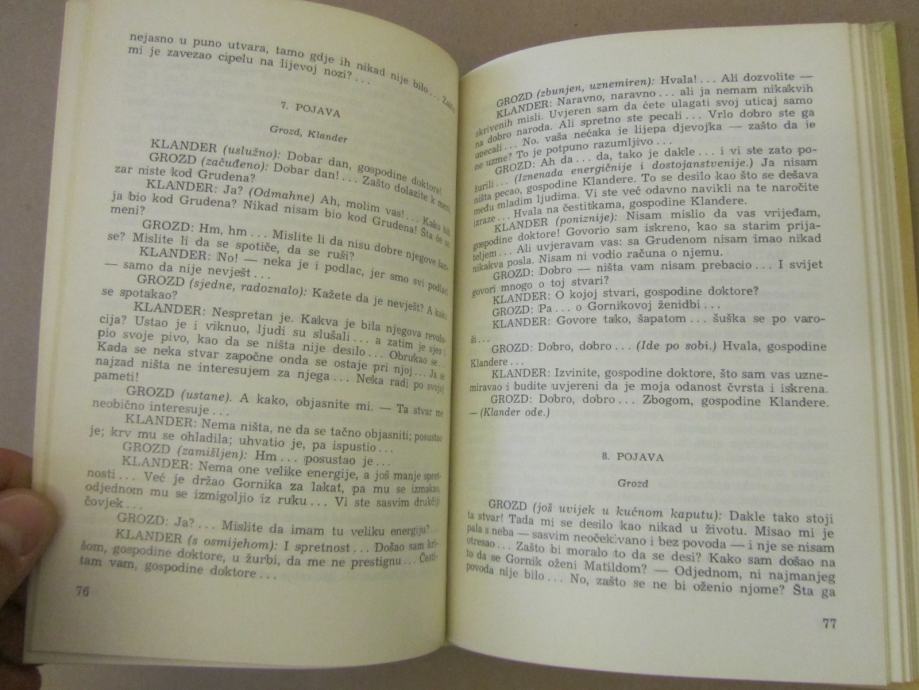 nejasno u puno utvara, tamo gdje ih nikad nije bilo...
mi je zavezao cipelu na lijevoj nozi?...
7. POJAVA
Grozd, Klander
KLANDER (uslužno): Dobar dan, gospodine doktore!
GROZD (začuđeno): Dobar dan!... Zašto dolazite k meni,
zar niste kod Grudena?
KLANDER: Ja? (Odmahne) Ah, molim vas!... Kako
ja bio kod Grudena? Nikad nisam bio kod Grudena! Šta će
meni?
GROZD: Hm, hm... Mislite li da nisu dobre njegove
se? Mislite li da se spotiče, da se ruši?
KLANDER: No! — neka je i podlac, jer smo svi podlaci,
— samo da nije nevješt...
GROZD (sjedne, radoznalo): Kažete da je nevješt? A kako
se spotakao?
KLANDER: Nespretan je. Kakva je bila njegova revolu-
cija? Ustao je i viknuo, ljudi su slušali... a zatim je sjeo i
pio svoje pivo, kao da se ništa nije desilo... Obrukao se...
Kada se neka stvar započne onda se ostaje pri njoj... Ja se
najzad ništa ne interesujem za njega... Neka radi po svojoj
pameti!
GROZD (ustane). A kako, objasnite mi. — Ta stvar me
neobično interesuje...
KLANDER: Nema ništa, ne da se tačno objasniti; posustao
je; krv mu se ohladila; uhvatio je, pa ispustio...
GROZD (zamišljen): Hm... posustao je...
KLANDER: Nema one velike energije, a još manje spret-
nosti... Već je držao Gornika za lakat, pa mu se izmakao,
odjednom mu se izmigoljio iz ruku... Vi ste sasvim drukčiji
čovjek...
GROZD: Ja?... Mislite da imam tu veliku energiju?...
KLANDER (s osmijehom): I spretnost... Došao sam kri-
šom, gospodine doktore, u žurbi, da me ne prestignu... Česti-
tam vam, gospodine doktore...
76
GROZD (zbunjen, uznemiren): Hvala!... Ali dozvolite —
KLANDER: Naravno, naravno... ali ja nemam nikakvih
skrivenih misli. Uvjeren sam da ćete ulagati svoj uticaj samo
na dobro naroda. Ali spretno ste pecali... Vrlo dobro ste ga
upecali... No. vaša nećaka je lijepa djevojka — zašto da je
ne uzme? To je potpuno razumljivo...
GROZD: Ah da... da, tako je dakle... i vi ste zato po-
žurili... (Iznenada energičnije i dostojanstvenije.) Ja nisam
ništa pecao, gospodine Klandere. To se desilo kao što se dešava
među mladim ljudima. Vi ste već odavno navikli na te naročite
izraze... Hvala na čestitkama, gospodine Klandere.
KLANDER (poniznije): Nisam mislio da vas vrijeđam,
gospodine doktore! Govorio sam iskreno, kao sa starim prija-
teljem... Ali uvjeravam vas: sa Grudenom nisam imao nikad
nikakva posla. Nisam ni vodio računa o njemu.
GROZD: Dobro — ništa vam nisam prebacio... I svijet
govori mnogo o toj stvari?
KLANDER: O kojoj stvari, gospodine doktore?
GROZD: Pa... o Gornikovoj ženidbi...
KLANDER: Govore tako, šapatom... šuška se po varo-
ši...
GROZD: Dobro, dobro... (Ide po sobi.) Hvala, gospodine
Klandere...
KLANDER: Izvinite, gospodine doktore, što sam vas uzne-
miravao i budite uvjereni da je moja odanost čvrsta i iskrena.
GROZD: Dobro, dobro... Zbogom, gospodine Klandere.
— (Klander ode.)
8. POJAVA
Grozd
GROZD (još uvijek u kućnom kaputu): Dakle tako stoji
ta stvar! Tada mi se desilo kao nikad u životu. Misao mi je
pala s neba — sasvim neočekivano i bez povoda — i nje se nisam
otresao... Zašto bi moralo to da se desi? Kako sam došao na
to da se Gornik oženi Matildom? — Odjednom, ni najmanjeg
povoda nije bilo... No, zašto se ne bi oženio njome? Šta ga
77